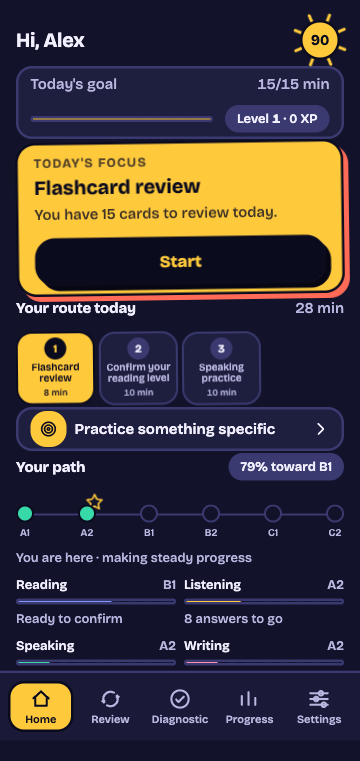 Hi, Alex
90
Today's goal
15/15 min
Level 1 · 0 XP
TODAY'S FOCUS
Flashcard review
You have 15 cards to review today.
Start
Your route today
28 min
1
Flashcard
review
8 min
2
Confirm your
reading level
10 min
3
Speaking
practice
10 min
Practice something specific
Your path
79% toward B1
A1
A2
B1
B2
C1
C2
You are here · making steady progress
Reading
B1
Ready to confirm
Listening
A2
8 answers to go
Speaking
A2
Writing
A2
Home
Review
Diagnostic
Progress
Settings